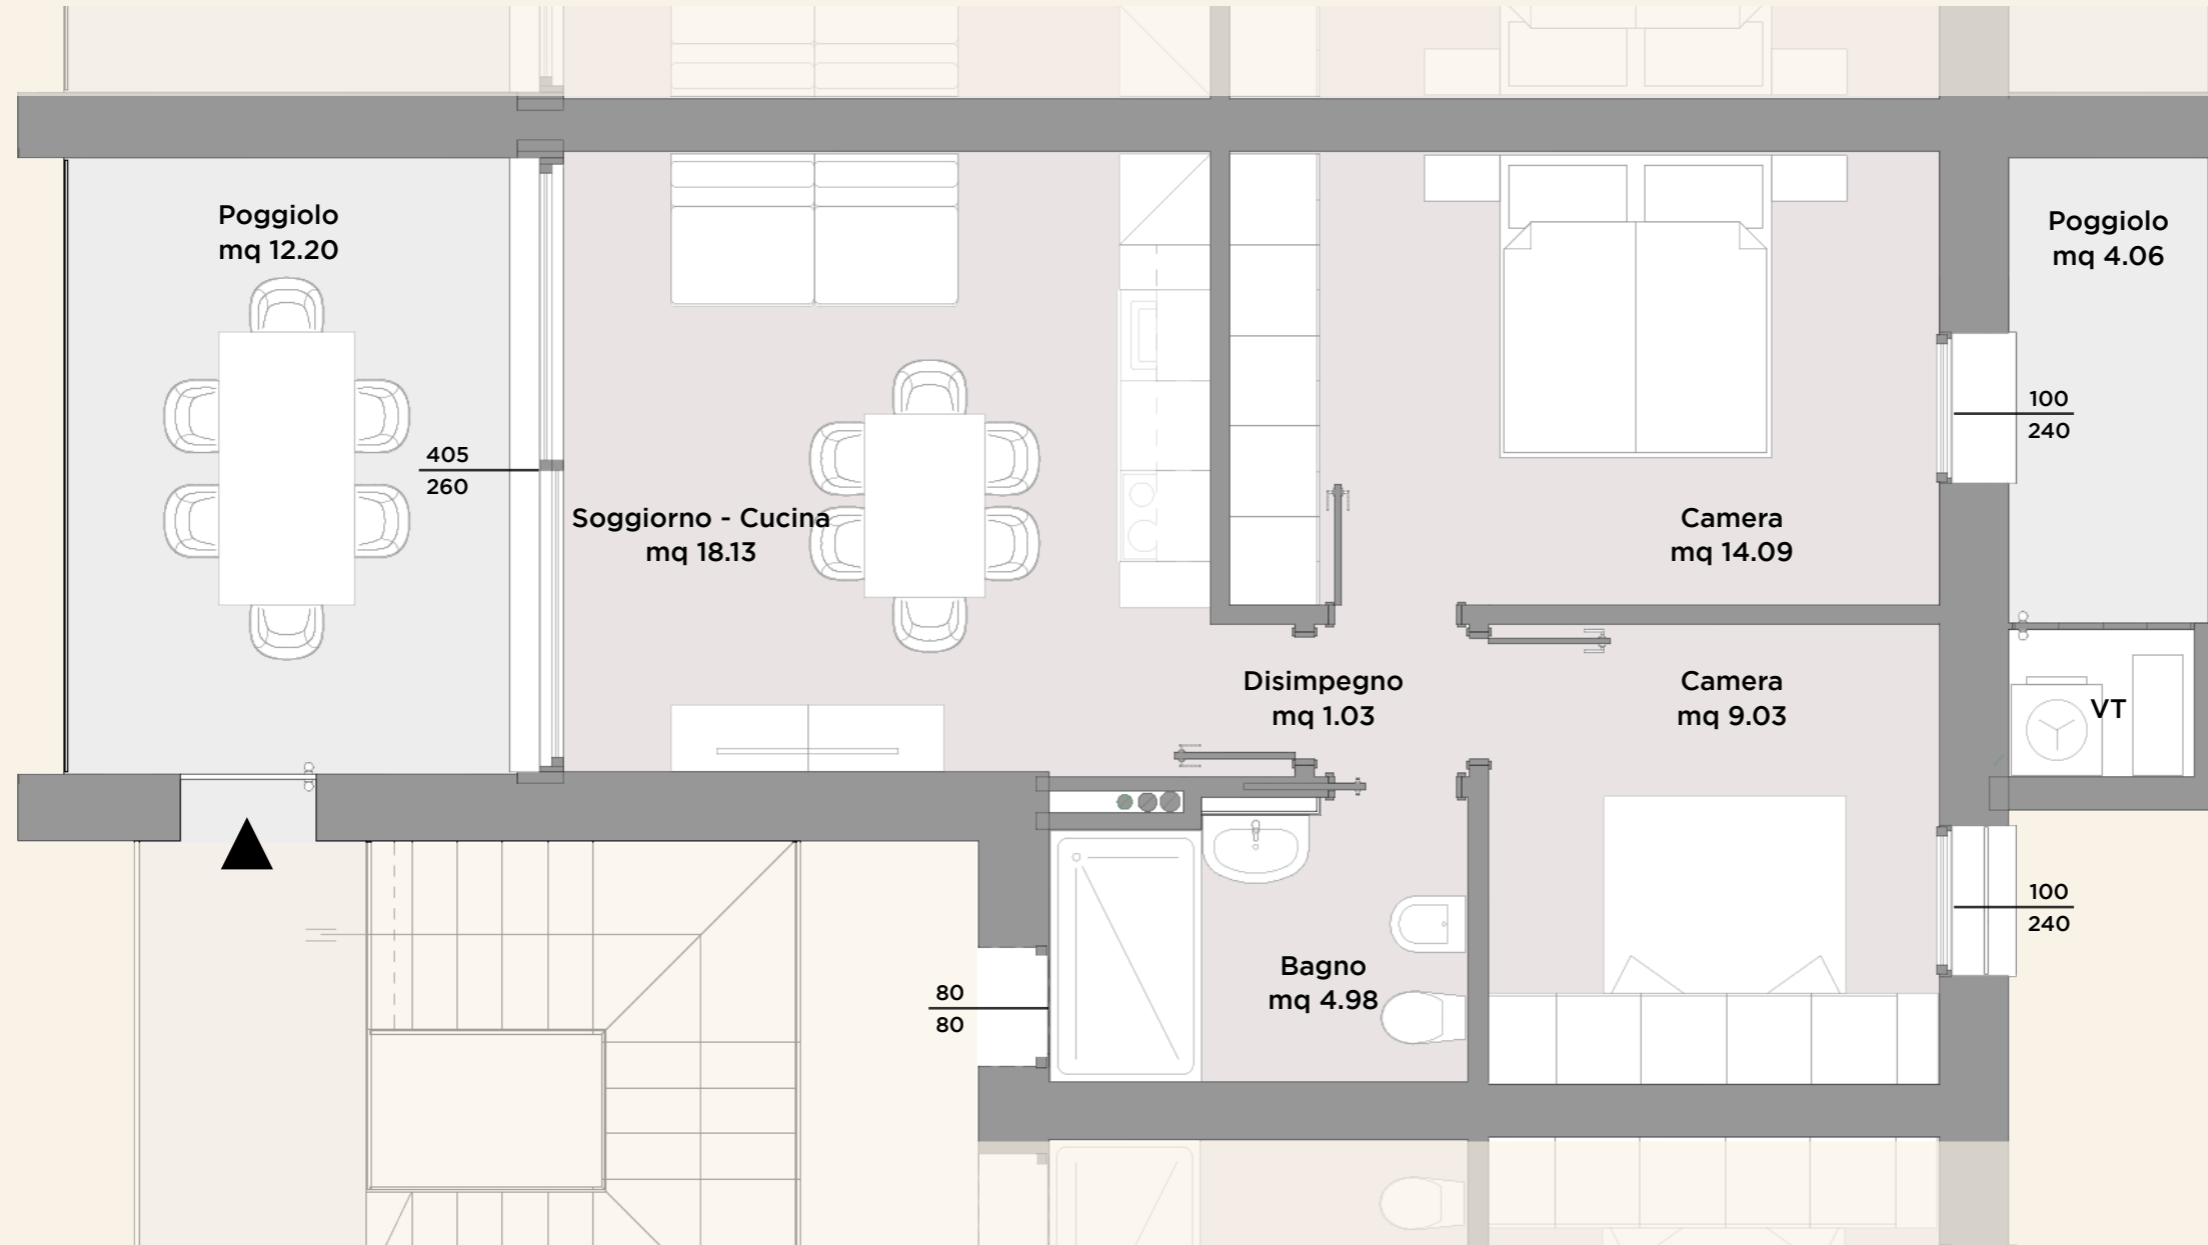 Poggiolo
mq 12.20
Poggiolo
mq 4.06
405
260
100
240
Soggiorno - Cucina
mq 18.13
Camera
mq 14.09
Disimpegno
mq 1.03
Camera
mq 9.03
VT
100
240
Bagno
mq 4.98
80
80